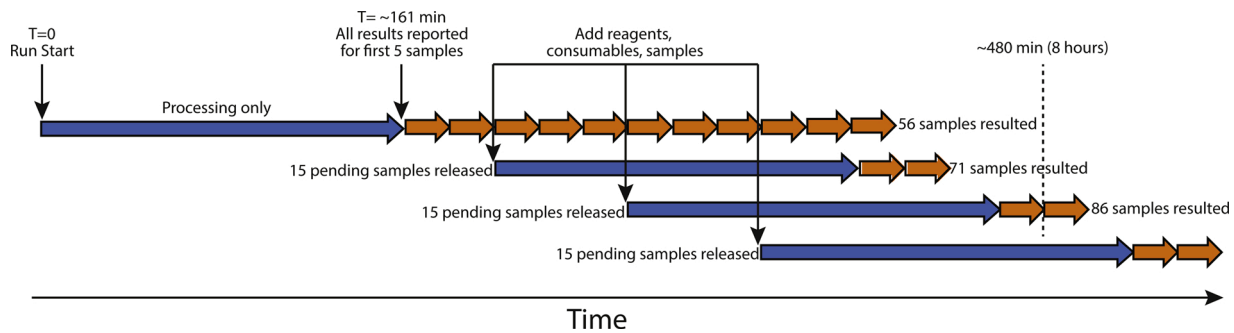 T=0
Run Start
T= ~161 min
All results reported
for first 5 samples
Add reagents,
consumables, samples
~480 min (8 hours)
Processing only
56 samples resulted
15 pending samples released
71 samples resulted
15 pending samples released
86 samples resulted
15 pending samples released
Time